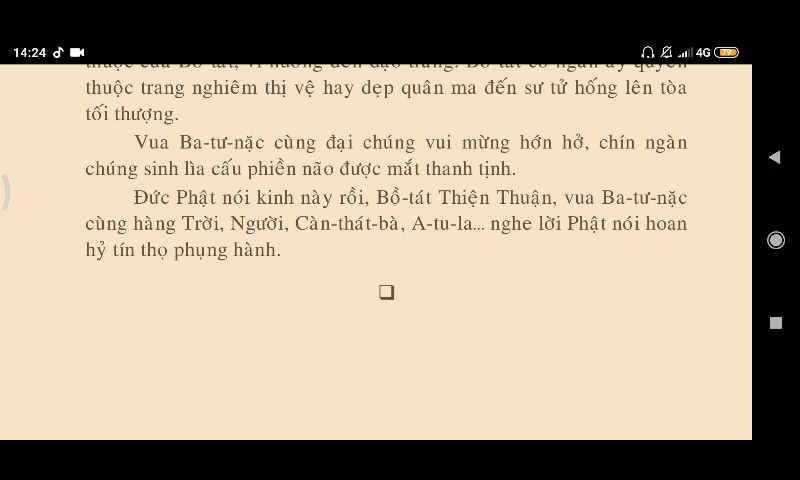 14:24
4G 79
thuộc trang nghiêm thị vệ hay dẹp quân ma đến sư tử hống lên tòa
tối thượng.
Vua Ba-tư-nặc cùng đại chúng vui mừng hớn hở, chín ngàn
chúng sinh lìa cấu phiền não được mắt thanh tịnh.
Đức Phật nói kinh này rồi, Bồ-tát Thiện Thuận, vua Ba-tư-nặc
cùng hàng Trời, Người, Càn-thát-bà, A-tu-la... nghe lời Phật nói hoan
hỷ tín thọ phụng hành.